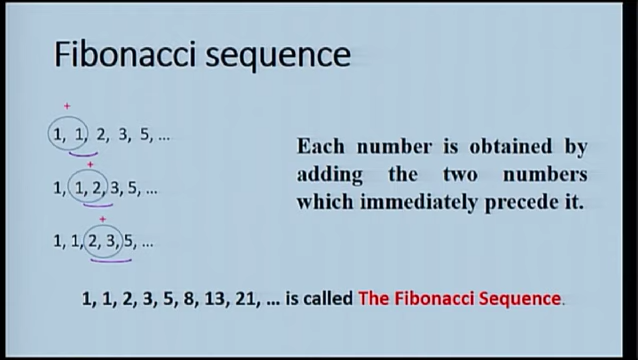 Fibonacci sequence
+
1, 1, 2, 3, 5, ...
+
1, 1, 2, 3, 5, ...
+
1, 1, 2, 3, 5, ...
Each number is obtained by
adding the two numbers
which immediately precede it.
1, 1, 2, 3, 5, 8, 13, 21, ... is called The Fibonacci Sequence.